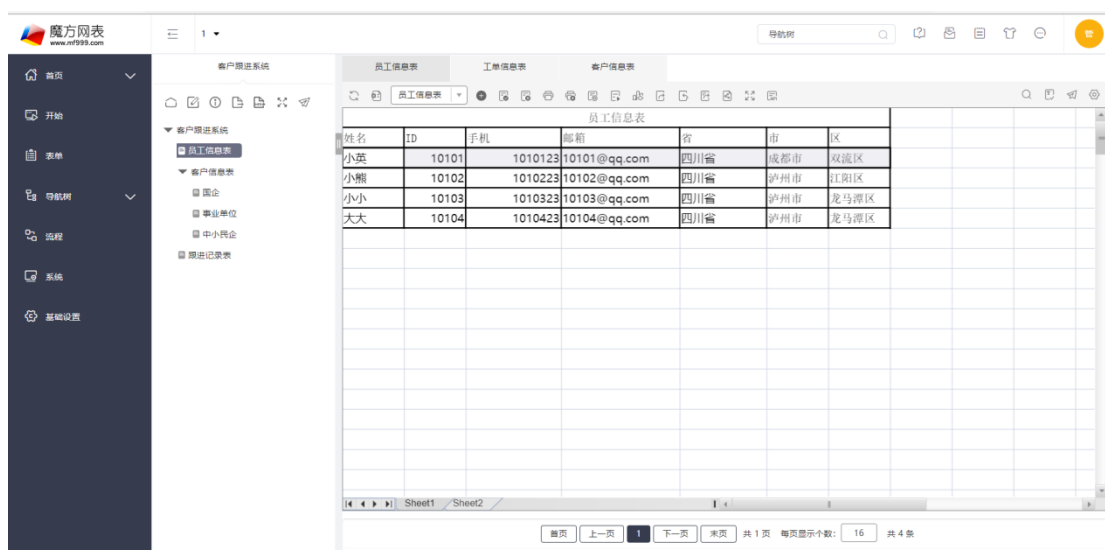 魔方网表
www.mf999.com
1
导航树
管
首页
开始
表单
导航树
流程
系统
基础设置
客户跟进系统
客户跟进系统
员工信息表
客户信息表
国企
事业单位
中小民企
跟进记录表
员工信息表 工单信息表 客户信息表
员工信息表
员工信息表
姓名 ID 手机 邮箱 省 市 区
小英 10101 1010123 10101@qq.com 四川省 成都市 双流区
小熊 10102 1010223 10102@qq.com 四川省 泸州市 江阳区
小小 10103 1010323 10103@qq.com 四川省 泸州市 龙马潭区
大大 10104 1010423 10104@qq.com 四川省 泸州市 龙马潭区
Sheet1 Sheet2
首页 上一页 1 下一页 末页 共 1 页 每页显示个数： 16 共 4 条